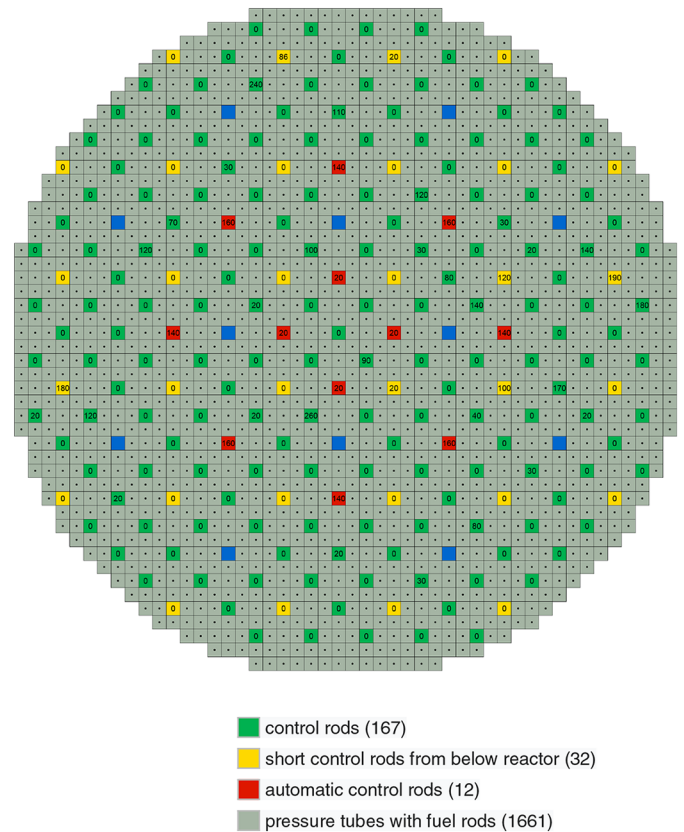 0 0 0 0
0 0 86 0 20 0 0
0 0 240 0 0 0 0 0
0 0 0 110 0 0 0
0 0 0 0 0 0 0 0 0 0
0 0 0 30 0 140 0 0 0 0 0
0 0 0 0 0 0 120 0 0 0
0 70 160 0 0 160 30 0
0 0 120 0 0 100 0 30 0 20 140 0
0 0 0 0 0 20 0 120 0 190
0 0 0 0 20 0 0 0 140 0 0 180
0 0 140 20 0 20 140 0 0
0 0 0 0 0 0 90 0 0 0 0 0
180 0 0 0 0 20 20 0 100 170 0
20 120 0 0 20 260 0 0 40 0 20 0
0 0 160 0 0 160 0 0
0 0 0 0 0 0 0 0 30 0 0
0 20 0 0 0 140 0 0 0 0 0
0 0 0 0 0 0 0 80 0 0
0 0 0 20 0 0 0
0 0 0 0 0 30 0 0
0 0 0 0 0 0 0
0 0 0 0
control rods (167)
short control rods from below reactor (32)
automatic control rods (12)
pressure tubes with fuel rods (1661)